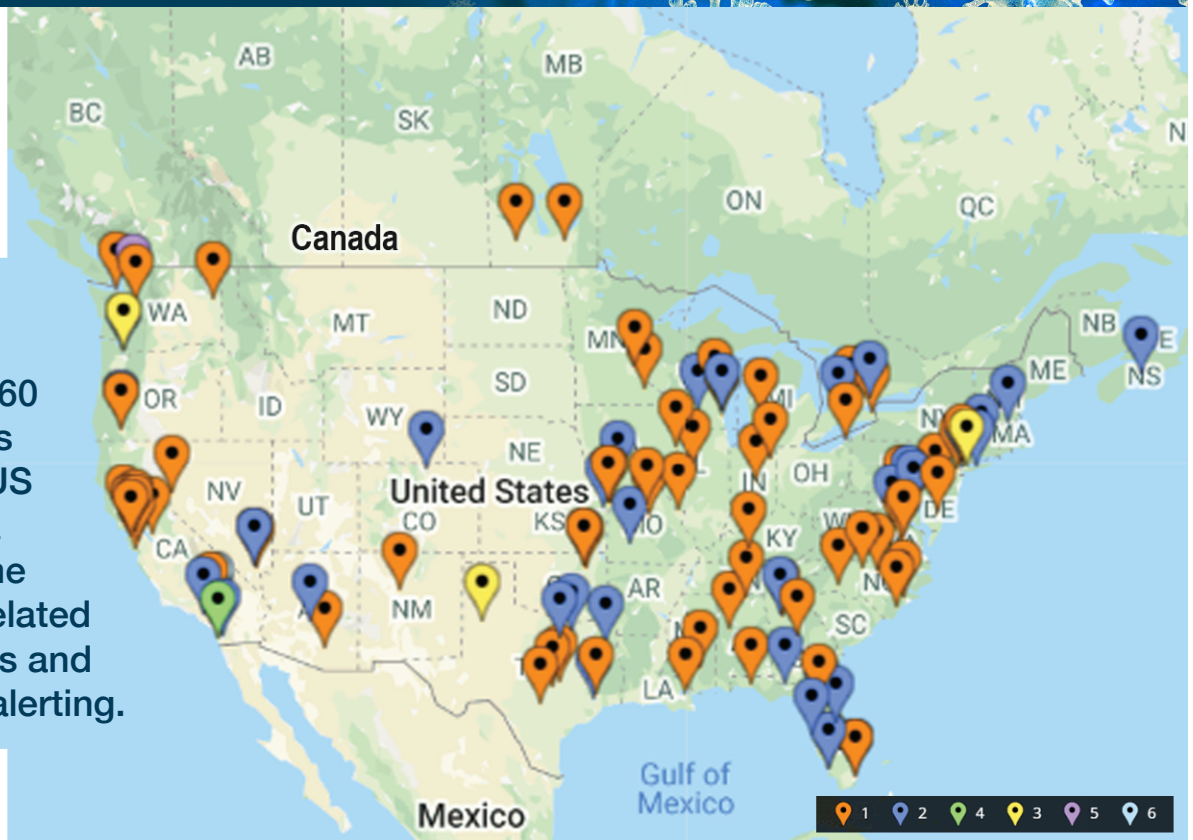 AB
MB
BC
SK
ON
QC
N
Canada
WA
MT
ND
MN
NB
E
NS
ME
60
s
OR
ID
WY
SD
MI
NY
MA
US
NE
United States
IN
OH
NV
UT
CO
KS
MO
DE
CA
KY
W
ne
elated
s and
alerting.
NM
AR
N
SC
LA
T
Gulf of
Mexico
Mexico
1 2 4 3 5 6